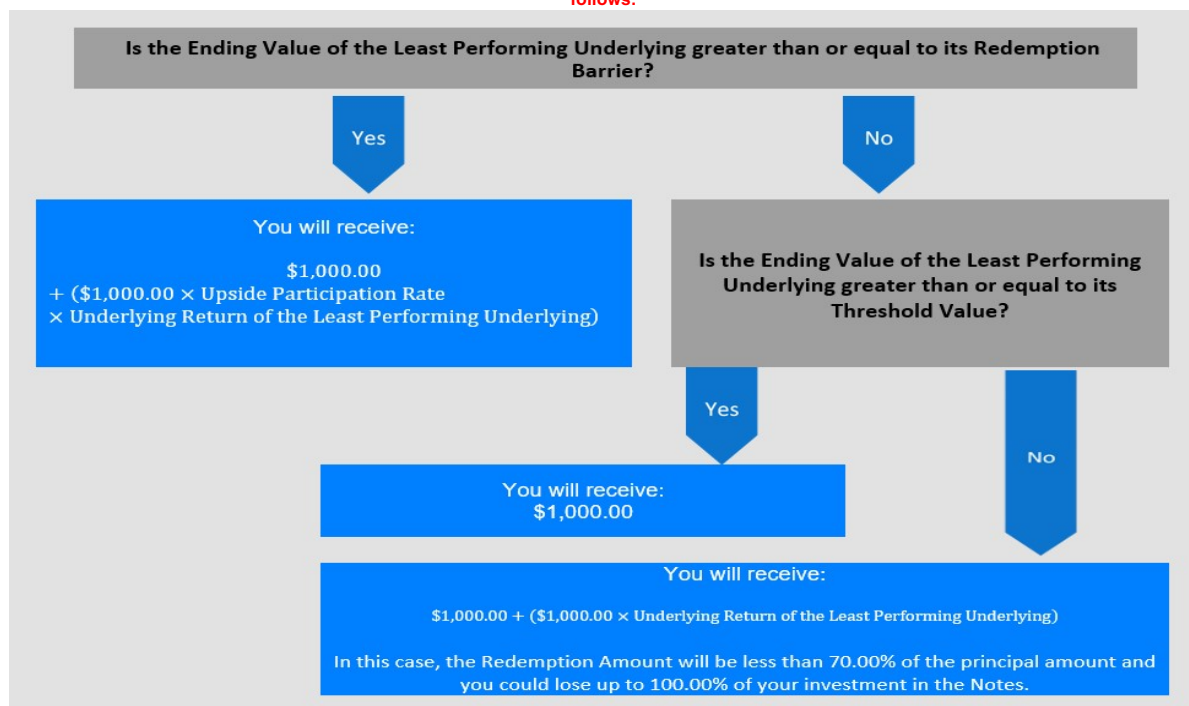 follows:
Is the Ending Value of the Least Performing Underlying greater than or equal to its Redemption
Barrier?
Yes
No
You will receive:
$1,000.00
+ ($1,000.00 × Upside Participation Rate
× Underlying Return of the Least Performing Underlying)
Is the Ending Value of the Least Performing
Underlying greater than or equal to its
Threshold Value?
Yes
No
You will receive:
$1,000.00
You will receive:
$1,000.00 + ($1,000.00 × Underlying Return of the Least Performing Underlying)
In this case, the Redemption Amount will be less than 70.00% of the principal amount and
you could lose up to 100.00% of your investment in the Notes.